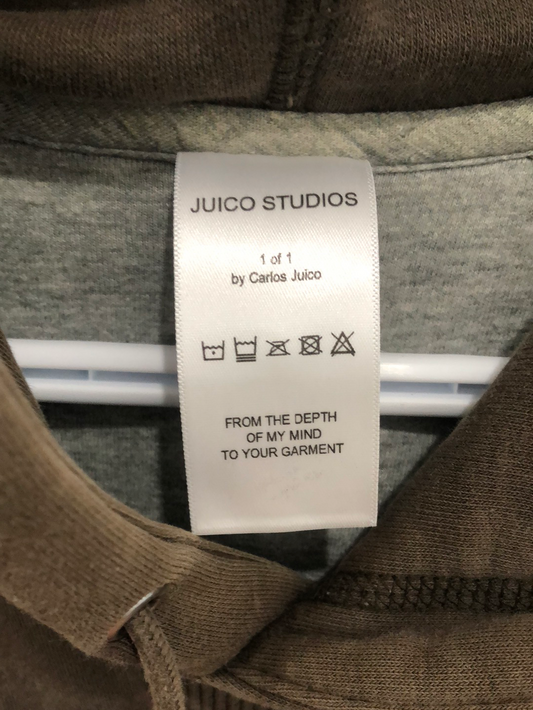 JUICO STUDIOS
1 of 1
by Carlos Juico
FROM THE DEPTH
OF MY MIND
TO YOUR GARMENT